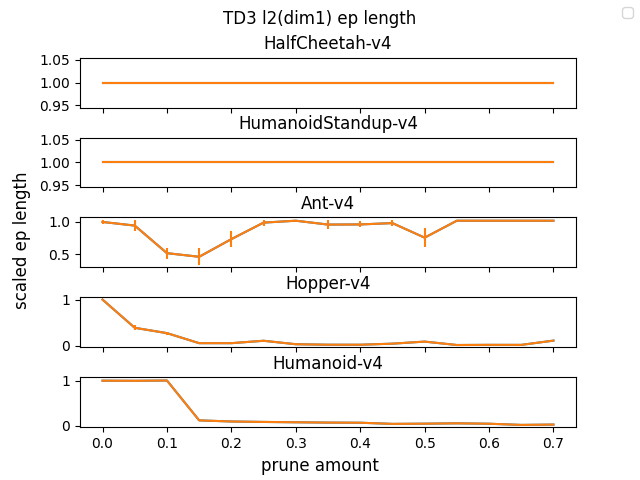 TD3 l2(dim1) ep length
HalfCheetah-v4
1.05
1.00
0.95
HumanoidStandup-v4
1.05
1.00
0.95
Ant-v4
1.0
0.5
Hopper-v4
1
0
Humanoid-v4
1
0
0.0 0.1 0.2 0.3 0.4 0.5 0.6 0.7
prune amount
scaled ep length